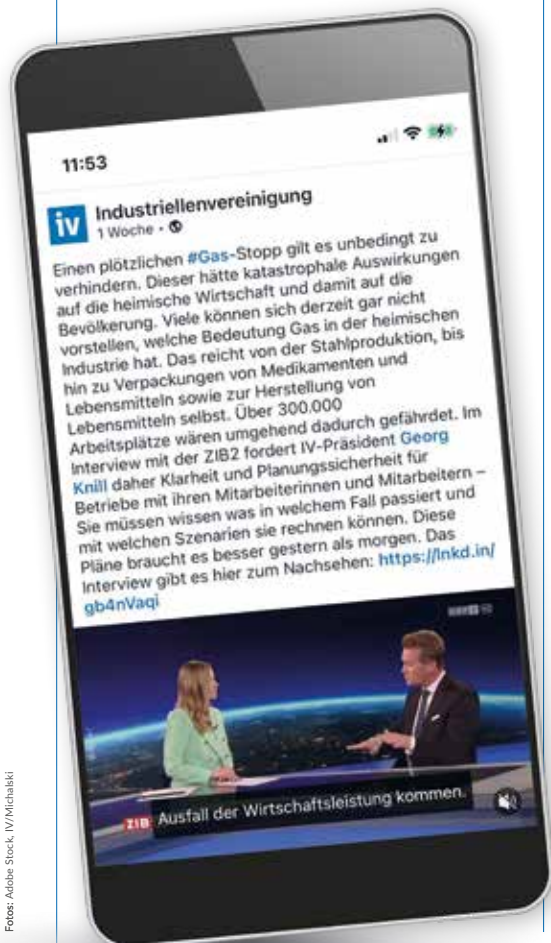 11:53
iv
Industriellenvereinigung
1 Woche •
Einen plötzlichen #Gas-Stopp gilt es unbedingt zu
verhindern. Dieser hätte katastrophale Auswirkungen
auf die heimische Wirtschaft und damit auf die
Bevölkerung. Viele können sich derzeit gar nicht
vorstellen, welche Bedeutung Gas in der heimischen
Industrie hat. Das reicht von der Stahlproduktion, bis
hin zu Verpackungen von Medikamenten und
Lebensmitteln sowie zur Herstellung von
Lebensmitteln selbst. Über 300.000
Arbeitsplätze wären umgehend dadurch gefährdet. Im
Interview mit der ZIB2 fordert IV-Präsident Georg
Knill daher Klarheit und Planungssicherheit für
Betriebe mit ihren Mitarbeiterinnen und Mitarbeitern –
Sie müssen wissen was in welchem Fall passiert und
mit welchen Szenarien sie rechnen können. Diese
Pläne braucht es besser gestern als morgen. Das
Interview gibt es hier zum Nachsehen: https://lnkd.in/
gb4nVaqi
ZIB Ausfall der Wirtschaftsleistung kommen.
Fotos: Adobe Stock, IV/Michalski